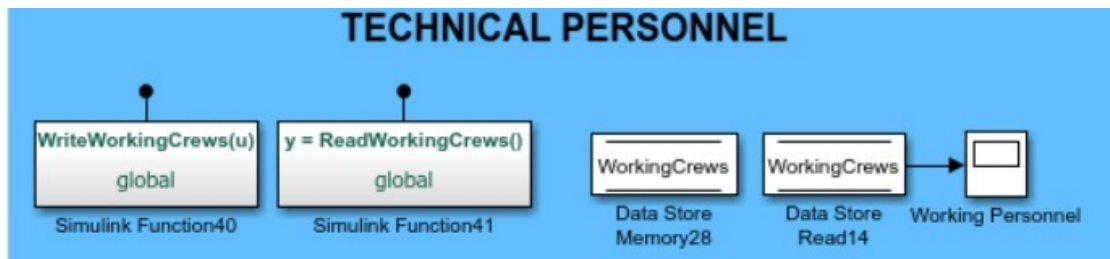 TECHNICAL PERSONNEL
WriteWorkingCrews(u)
global
Simulink Function40
y = ReadWorkingCrews()
global
Simulink Function41
WorkingCrews
Data Store
Memory28
WorkingCrews
Data Store
Read14
Working Personnel